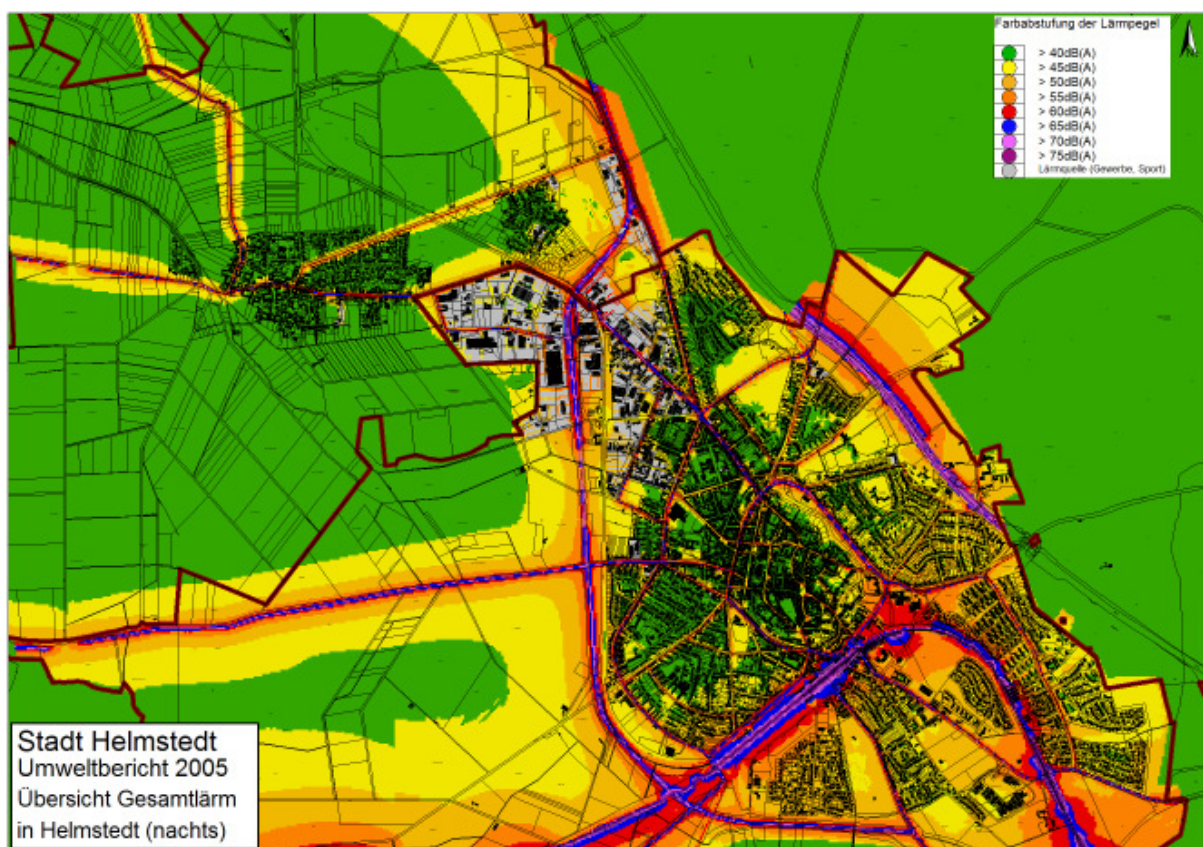 Farbabstufung der Lärmpegel
> 40dB(A)
> 45dB(A)
> 50dB(A)
> 55dB(A)
> 60dB(A)
> 65dB(A)
> 70dB(A)
> 75dB(A)
Lärmquelle (Gewerbe, Sport)
Stadt Helmstedt
Umweltbericht 2005
Übersicht Gesamtlärm
in Helmstedt (nachts)